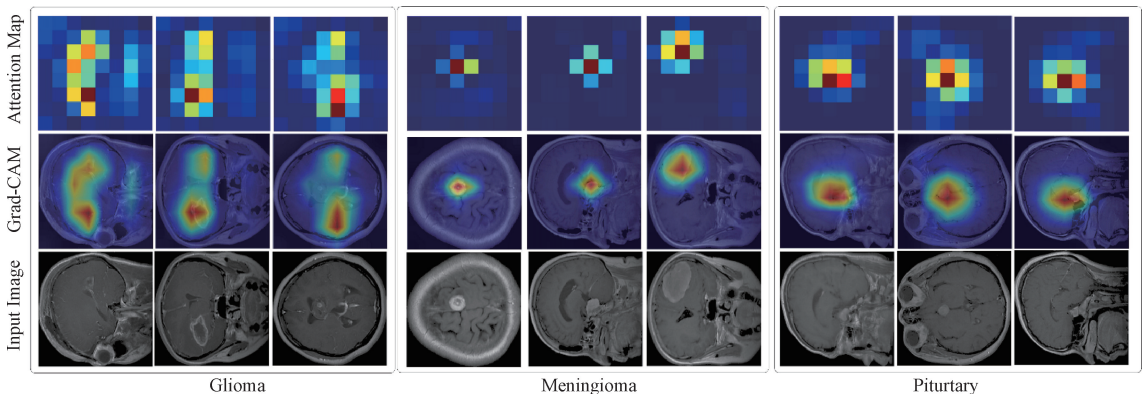 Attention Map
Grad-CAM
Input Image
Glioma
Meningioma
Piturtary